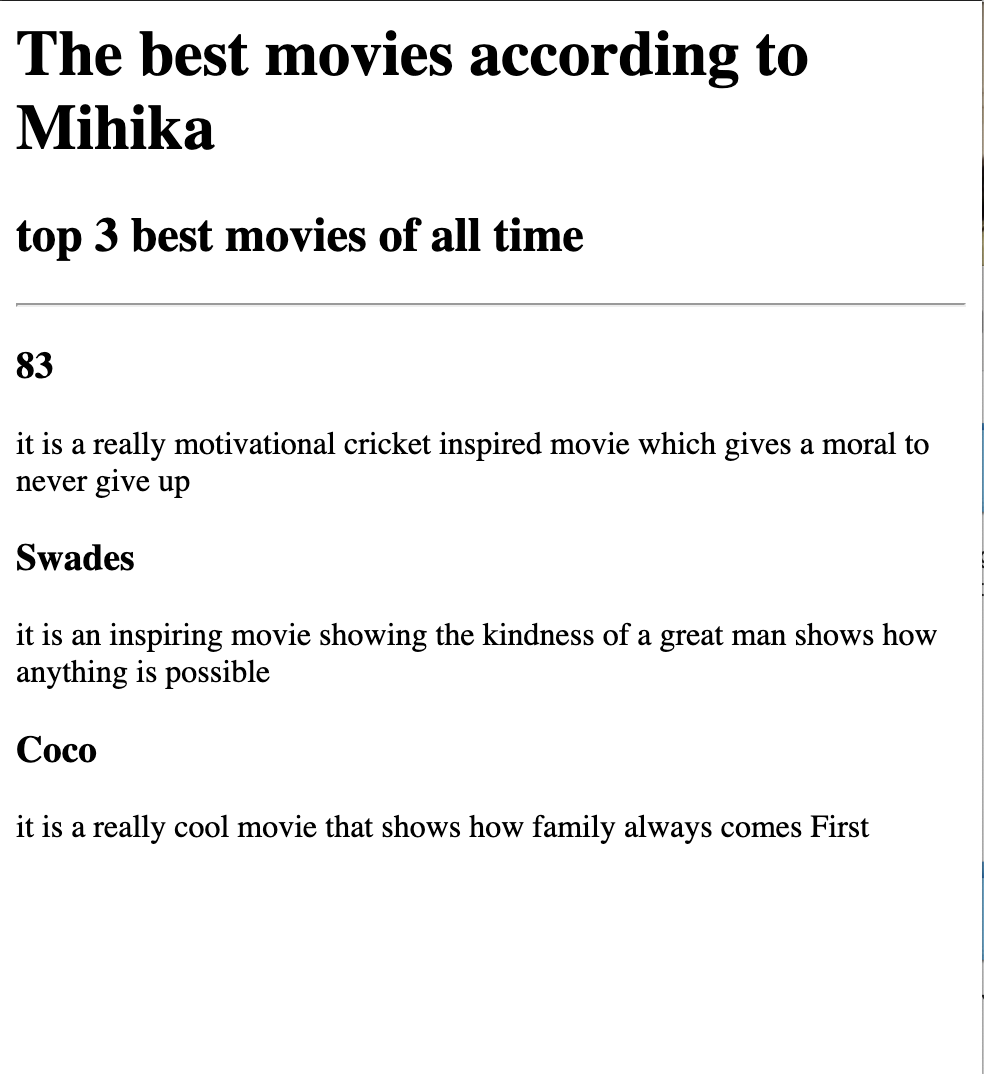 The best movies according to
Mihika
top 3 best movies of all time
83
it is a really motivational cricket inspired movie which gives a moral to
never give up
Swades
it is an inspiring movie showing the kindness of a great man shows how
anything is possible
Coco
it is a really cool movie that shows how family always comes First